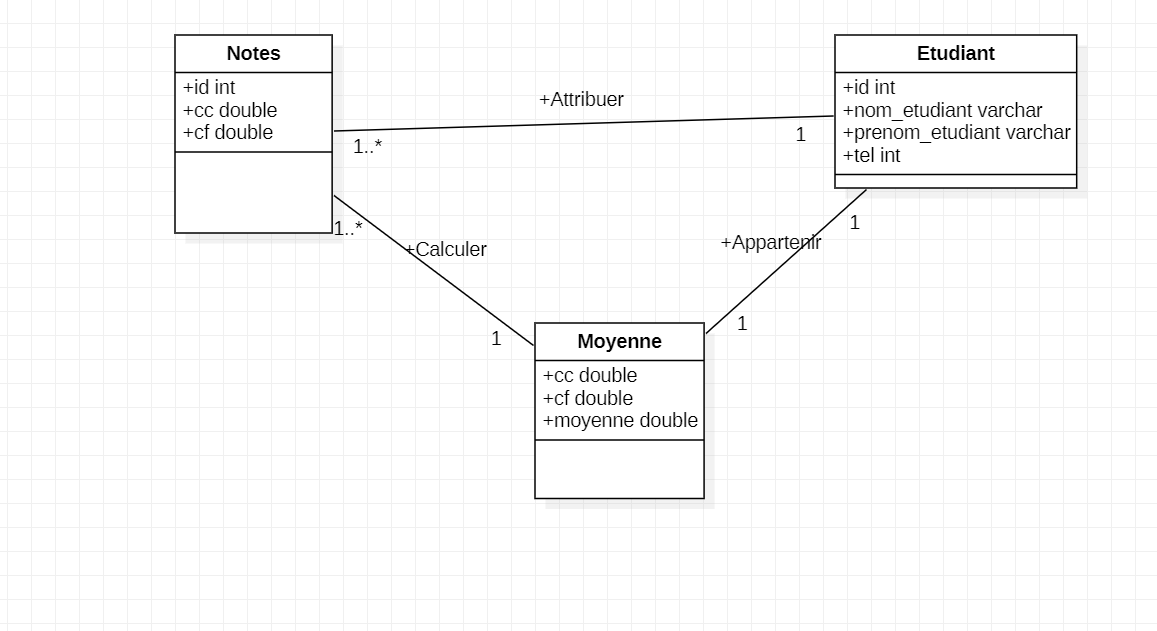 Notes
+id int
+cc double
+cf double
+Attribuer
1..*
1
Etudiant
+id int
+nom_etudiant varchar
+prenom_etudiant varchar
+tel int
1..*
+Calculer
1
+Appartenir
1
1
Moyenne
+cc double
+cf double
+moyenne double